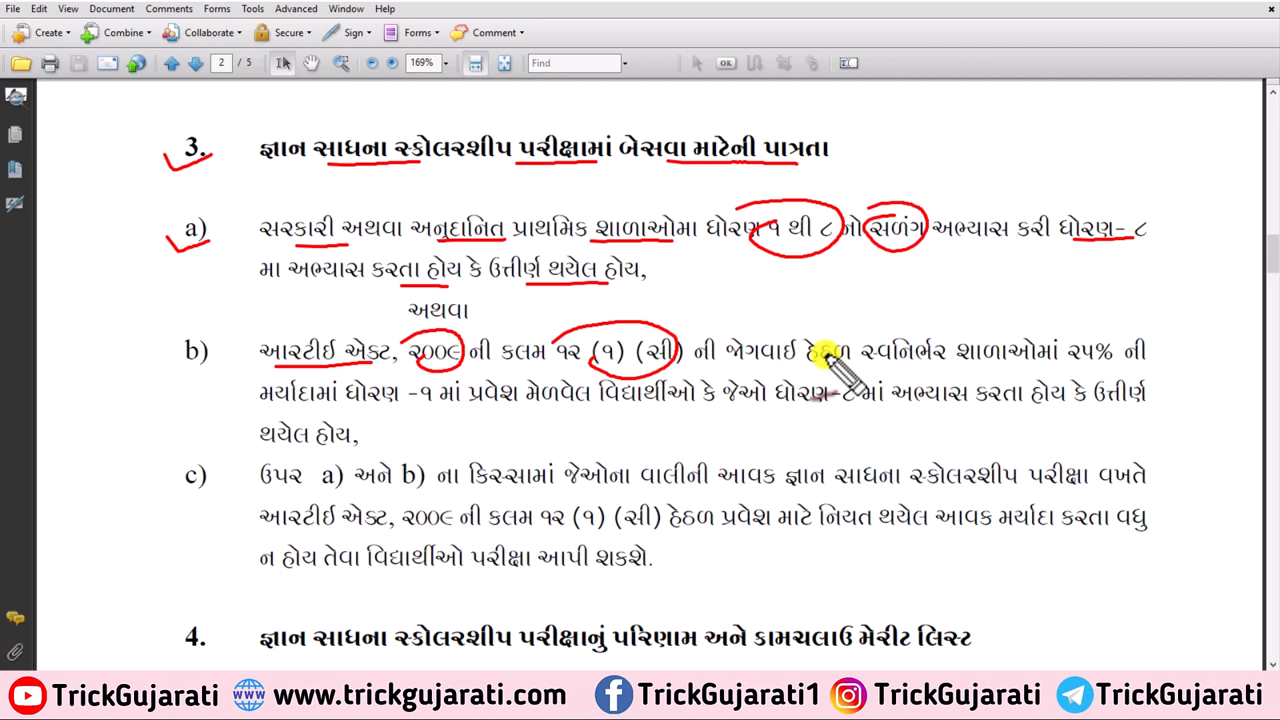 File Edit View Document Comments Forms Tools Advanced Window Help
Create Combine Collaborate Secure Sign Forms Comment
2 / 5 169% Find
3. જ્ઞાન સાધના સ્કોલરશીપ પરીક્ષામાં બેસવા માટેની પાત્રતા
a) સરકારી અથવા અનુદાનિત પ્રાથમિક શાળાઓમા ધોરણ ૧ થી ૮ નો સળંગ અભ્યાસ કરી ધોરણ- ૮
મા અભ્યાસ કરતા હોય કે ઉત્તીર્ણ થયેલ હોય,
અથવા
b) આરટીઈ એક્ટ, ૨૦૦૯ ની કલમ ૧૨ (૧) (સી) ની જોગવાઈ હેઠળ સ્વનિર્ભર શાળાઓમાં ૨૫% ની
મર્યાદામાં ધોરણ -૧ માં પ્રવેશ મેળવેલ વિદ્યાર્થીઓ કે જેઓ ધોરણ-૮ માં અભ્યાસ કરતા હોય કે ઉત્તીર્ણ
થયેલ હોય,
c) ઉપર a) અને b) ના કિસ્સામાં જેઓના વાલીની આવક જ્ઞાન સાધના સ્કોલરશીપ પરીક્ષા વખતે
આરટીઈ એક્ટ, ૨૦૦૯ ની કલમ ૧૨ (૧) (સી) હેઠળ પ્રવેશ માટે નિયત થયેલ આવક મર્યાદા કરતા વધુ
ન હોય તેવા વિદ્યાર્થીઓ પરીક્ષા આપી શકશે.
4. જ્ઞાન સાધના સ્કોલરશીપ પરીક્ષાનું પરિણામ અને કામચલાઉ મેરીટ લિસ્ટ
TrickGujarati www.trickgujarati.com TrickGujarati1 TrickGujarati TrickGujarati